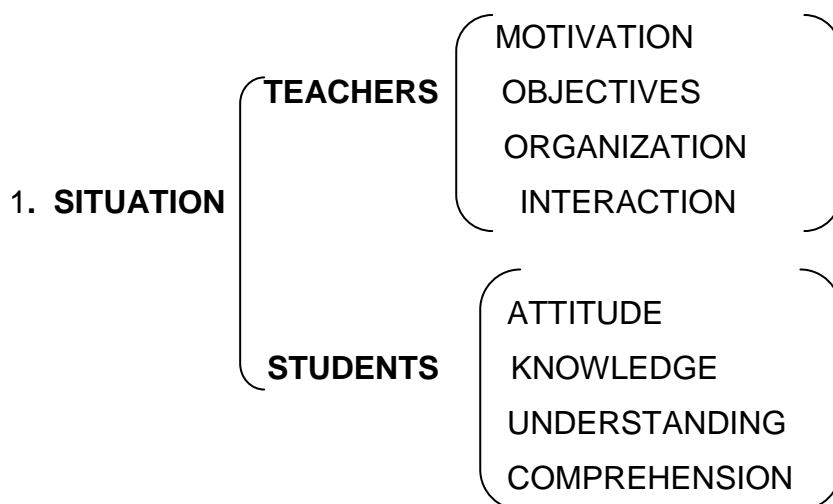 MOTIVATION
TEACHERS OBJECTIVES
ORGANIZATION
1. SITUATION INTERACTION
ATTITUDE
STUDENTS KNOWLEDGE
UNDERSTANDING
COMPREHENSION